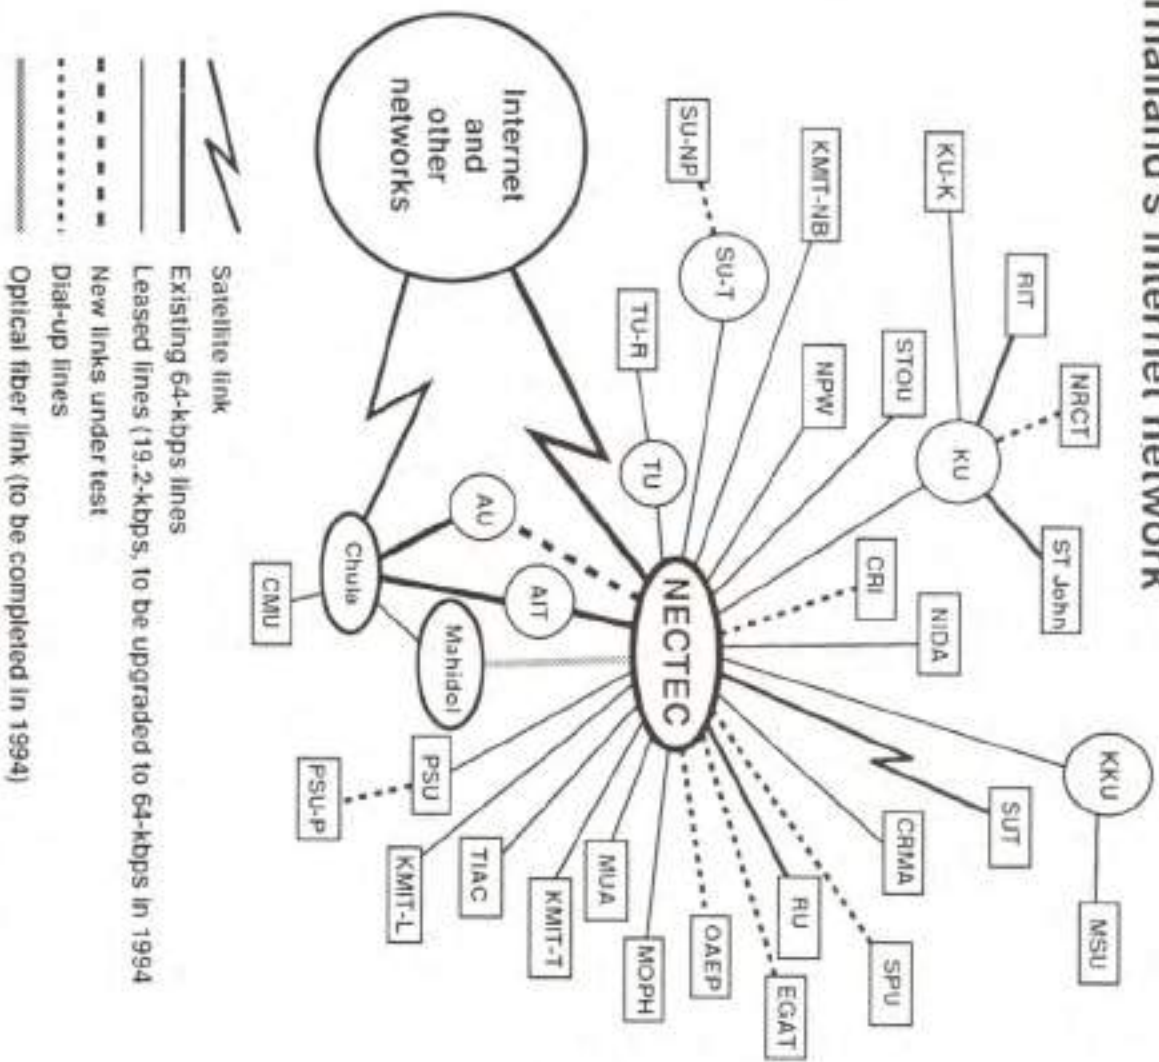 Thailand's Internet network
KKU
MSU
NRCT
ST John
RIT
SUT
KU
KU-K
NIDA
STOU
CRMA
SPU
CRI
KMIT-NB
NPW
RU
EGAT
SU-T
SU-NP
OAEP
NECTEC
TU
TU-R
MOPH
MUA
KMIT-T
AIT
AU
TIAC
Internet
and
other
networks
Mahidol
PSU
KMIT-L
Chula
PSU-P
CMU
Satellite link
Existing 64-kbps lines
Leased lines (19.2-kbps, to be upgraded to 64-kbps in 1994
New links under test
Dial-up lines
Optical fiber link (to be completed in 1994)